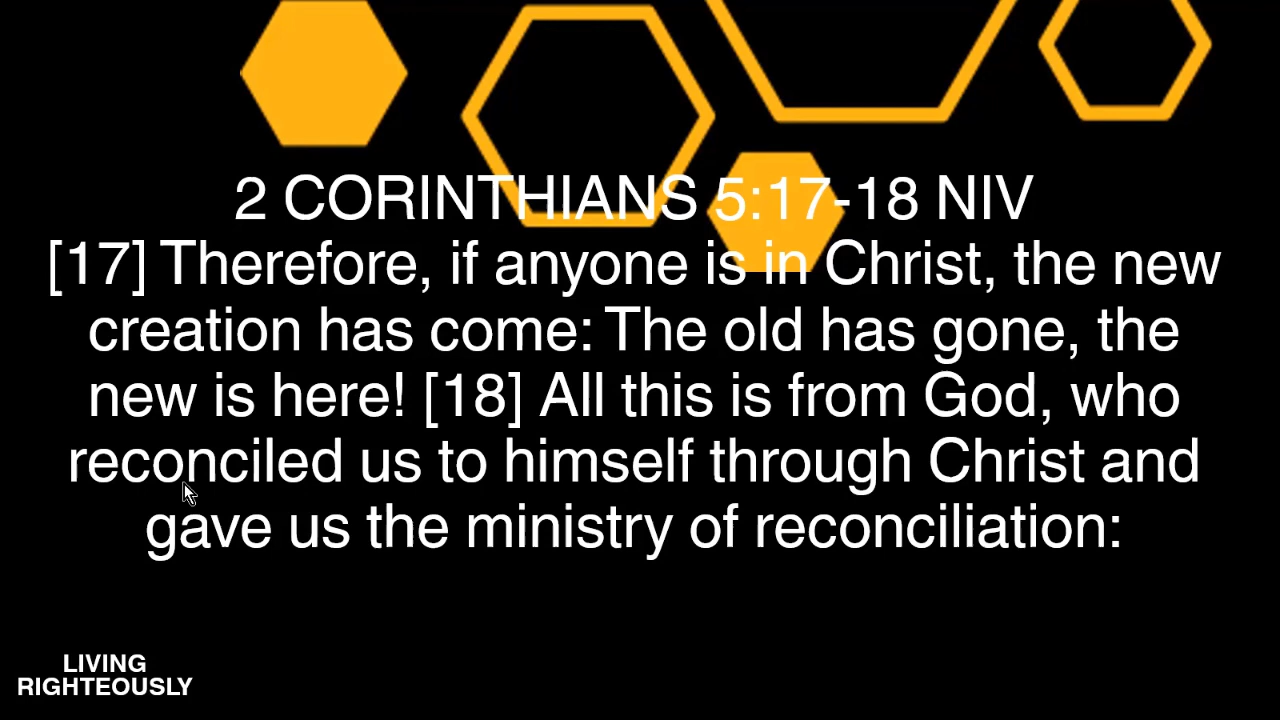 2 CORINTHIANS 5:17-18 NIV
[17] Therefore, if anyone is in Christ, the new
creation has come: The old has gone, the
new is here! [18] All this is from God, who
reconciled us to himself through Christ and
gave us the ministry of reconciliation:
LIVING
RIGHTEOUSLY